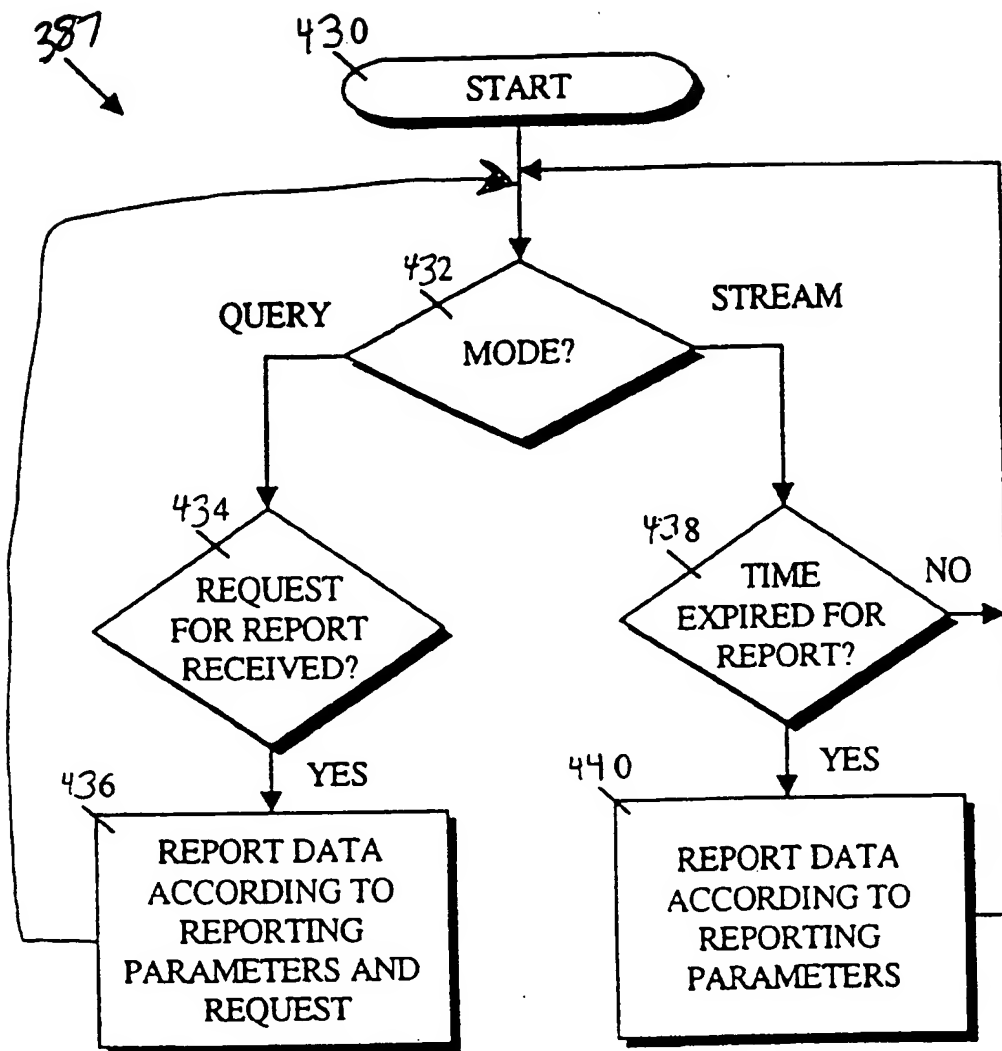 387
430
START
432
QUERY
STREAM
MODE?
434
REQUEST
FOR REPORT
RECEIVED?
438
TIME
EXPIRED FOR
REPORT?
NO
YES
YES
436
REPORT DATA
ACCORDING TO
REPORTING
PARAMETERS AND
REQUEST
440
REPORT DATA
ACCORDING TO
REPORTING
PARAMETERS